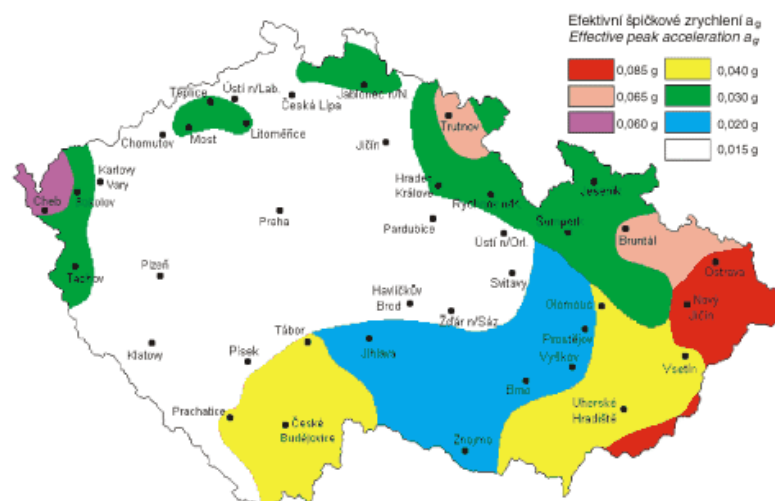 Efektivní špičkové zrychlení a g
Effective peak acceleration a g
0,085 g
0,040 g
0,065 g
0,030 g
0,060 g
0,020 g
0,015 g
Teplice
Ústí n/Lab.
Česká Lípa
Jablonec n/N
Chomutov
Most
Litoměřice
Jičín
Trutnov
Karlovy
Vary
Cheb
Sokolov
Hradec
Králové
Jeseník
Praha
Pardubice
Ústí n/Orl.
Šumperk
Bruntál
Tachov
Plzeň
Svitavy
Ostrava
Havlíčkův
Brod
Žďár n/Sáz.
Olomouc
Nový
Jičín
Tábor
Jihlava
Prostějov
Klatovy
Písek
Vyškov
Vsetín
Brno
Prachatice
České
Budějovice
Uherské
Hradiště
Znojmo